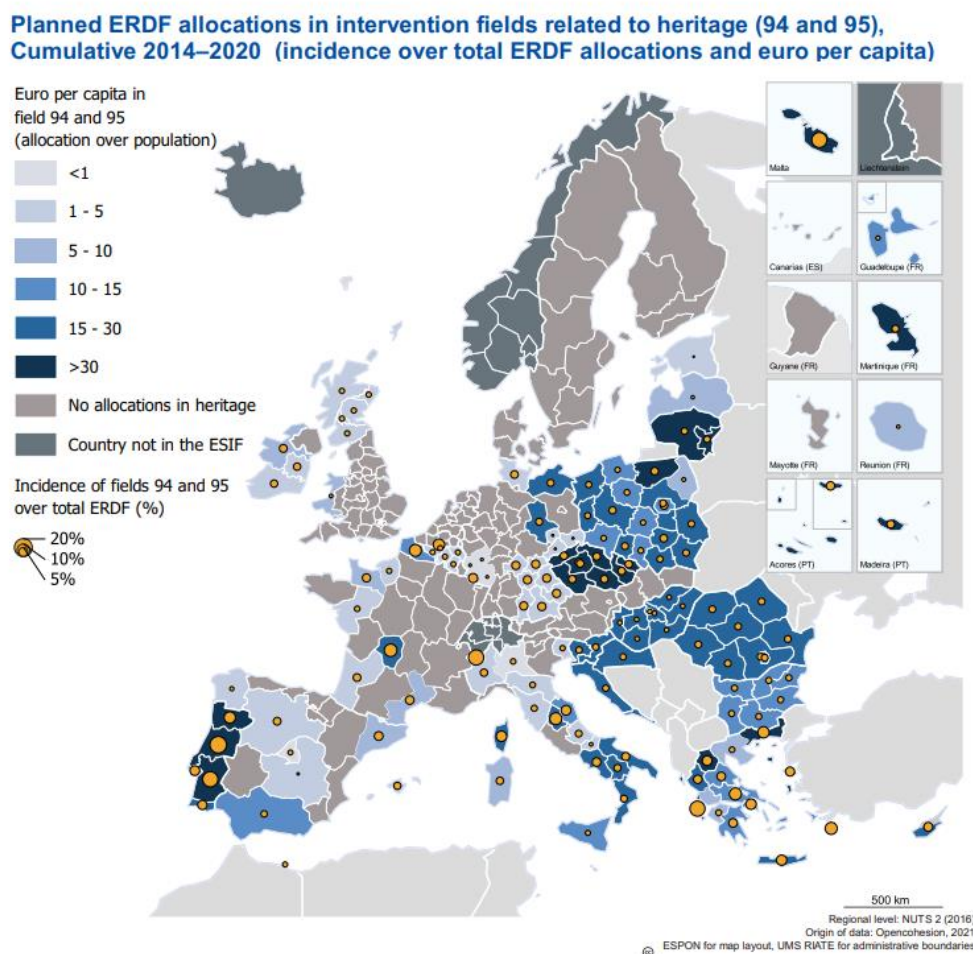 Planned ERDF allocations in intervention fields related to heritage (94 and 95),
Cumulative 2014–2020 (incidence over total ERDF allocations and euro per capita)
Euro per capita in
field 94 and 95
(allocation over population)
<1
1 - 5
5 - 10
10 - 15
15 - 30
>30
No allocations in heritage
Country not in the ESIF
Incidence of fields 94 and 95
over total ERDF (%)
20%
10%
5%
Malta
Liechtenstein
Canarias (ES)
Guadeloupe (FR)
Guyane (FR)
Martinique (FR)
Mayotte (FR)
Reunion (FR)
Acores (PT)
Madeira (PT)
500 km
Regional level: NUTS 2 (2016)
Origin of data: Opencohesion, 2021
© ESPON for map layout, UMS RIATE for administrative boundaries